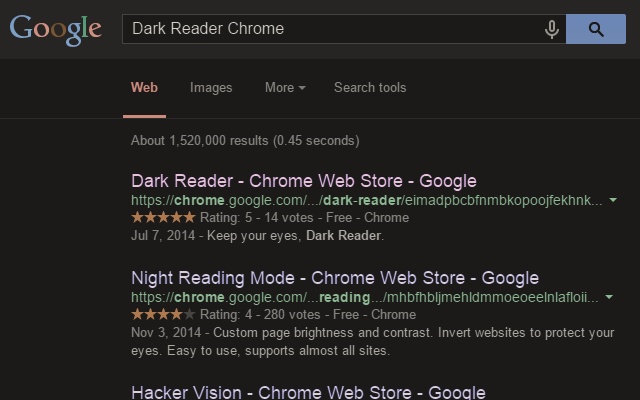 Google
Dark Reader Chrome
Web Images More Search tools
About 1,520,000 results (0.45 seconds)
Dark Reader - Chrome Web Store - Google
https://chrome.google.com/.../dark-reader/eimadpbcbfnmbkopoojfekhnk...
Rating: 5 - 14 votes - Free - Chrome
Jul 7, 2014 - Keep your eyes, Dark Reader.
Night Reading Mode - Chrome Web Store - Google
https://chrome.google.com/...reading.../mhbfhbljmehldmmoeoeelnlafloii...
Rating: 4 - 280 votes - Free - Chrome
Nov 3, 2014 - Custom page brightness and contrast. Invert websites to protect your
eyes. Easy to use, supports almost all sites.
Hacker Vision - Chrome Web Store - Google